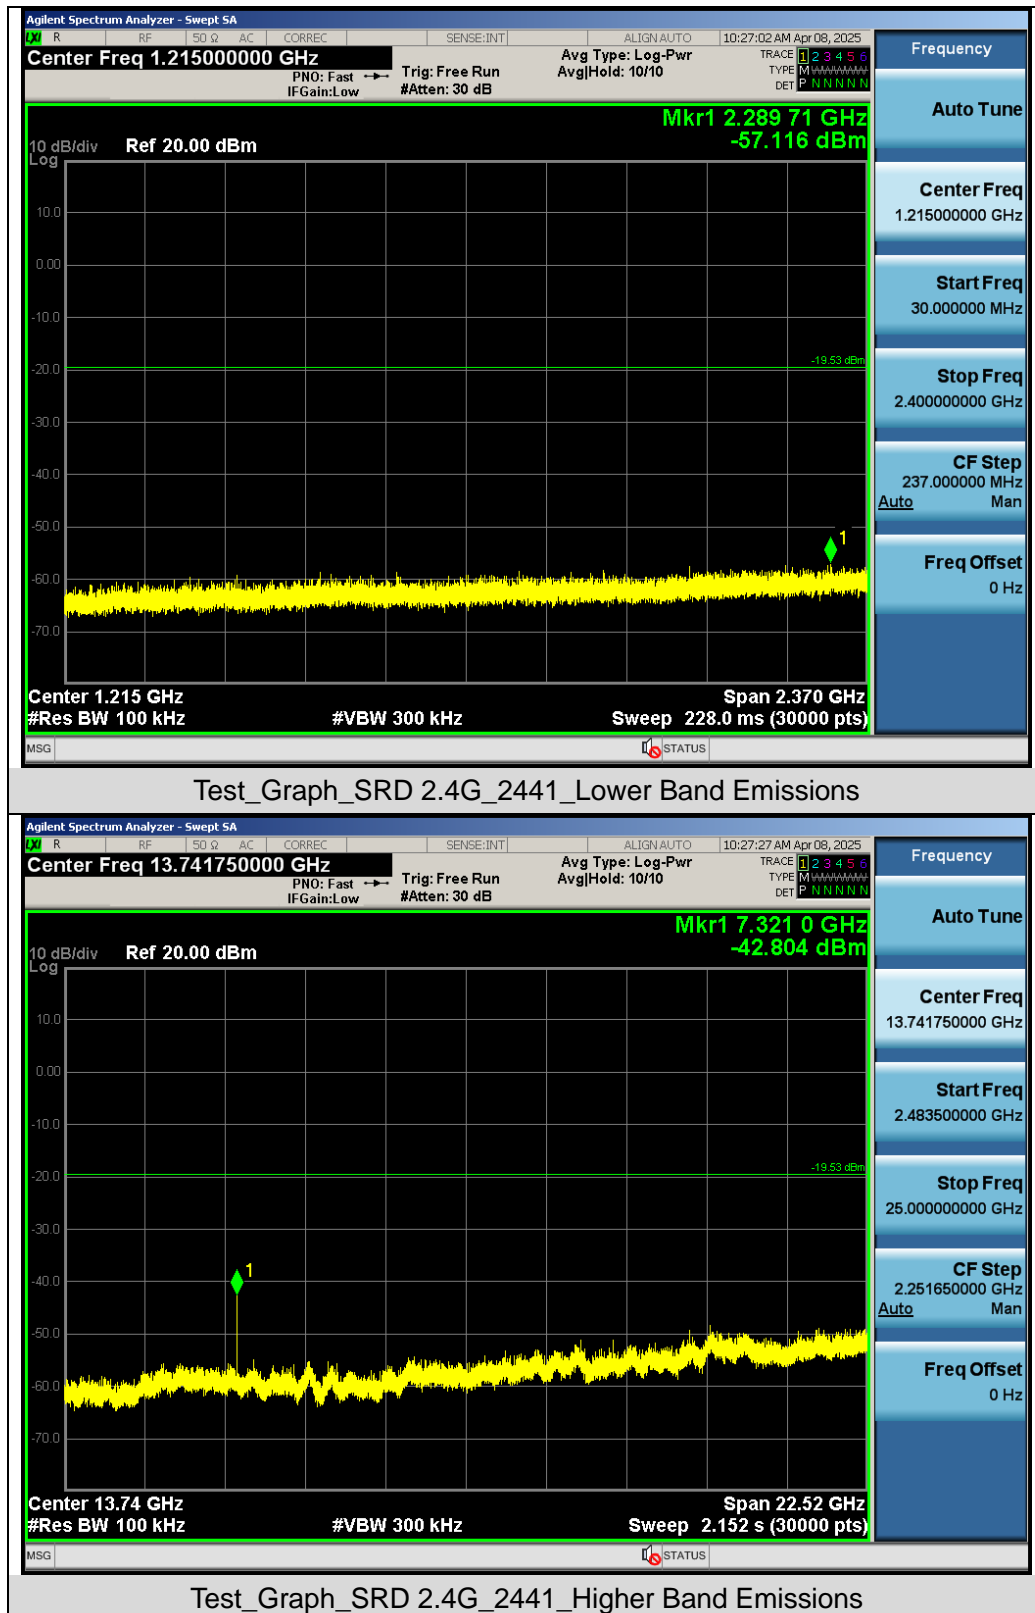 Agilent Spectrum Analyzer - Swept SA
LXI R RF 50 Ω AC CORREC SENSE:INT ALIGN AUTO 10:27:02 AM Apr 08, 2025
Center Freq 1.215000000 GHz
PNO: Fast
IFGain:Low
Trig: Free Run
#Atten: 30 dB
Avg Type: Log-Pwr
Avg|Hold: 10/10
TRACE 1 2 3 4 5 6
TYPE M
DET P N N N N N
Mkr1 2.289 71 GHz
-57.116 dBm
10 dB/div Ref 20.00 dBm
Log
10.0
0.00
-10.0
-19.53 dBm
-20.0
-30.0
-40.0
-50.0
1
-60.0
-70.0
Center 1.215 GHz Span 2.370 GHz
#Res BW 100 kHz #VBW 300 kHz Sweep 228.0 ms (30000 pts)
MSG STATUS
Frequency
Auto Tune
Center Freq
1.215000000 GHz
Start Freq
30.000000 MHz
Stop Freq
2.400000000 GHz
CF Step
237.000000 MHz
Auto Man
Freq Offset
0 Hz
Test_Graph_SRD 2.4G_2441_Lower Band Emissions
Agilent Spectrum Analyzer - Swept SA
LXI R RF 50 Ω AC CORREC SENSE:INT ALIGN AUTO 10:27:27 AM Apr 08, 2025
Center Freq 13.741750000 GHz
PNO: Fast
IFGain:Low
Trig: Free Run
#Atten: 30 dB
Avg Type: Log-Pwr
Avg|Hold: 10/10
TRACE 1 2 3 4 5 6
TYPE M
DET P N N N N N
Mkr1 7.321 0 GHz
-42.804 dBm
10 dB/div Ref 20.00 dBm
Log
10.0
0.00
-10.0
-19.53 dBm
-20.0
-30.0
1
-40.0
-50.0
-60.0
-70.0
Center 13.74 GHz Span 22.52 GHz
#Res BW 100 kHz #VBW 300 kHz Sweep 2.152 s (30000 pts)
MSG STATUS
Frequency
Auto Tune
Center Freq
13.741750000 GHz
Start Freq
2.483500000 GHz
Stop Freq
25.000000000 GHz
CF Step
2.251650000 GHz
Auto Man
Freq Offset
0 Hz
Test_Graph_SRD 2.4G_2441_Higher Band Emissions